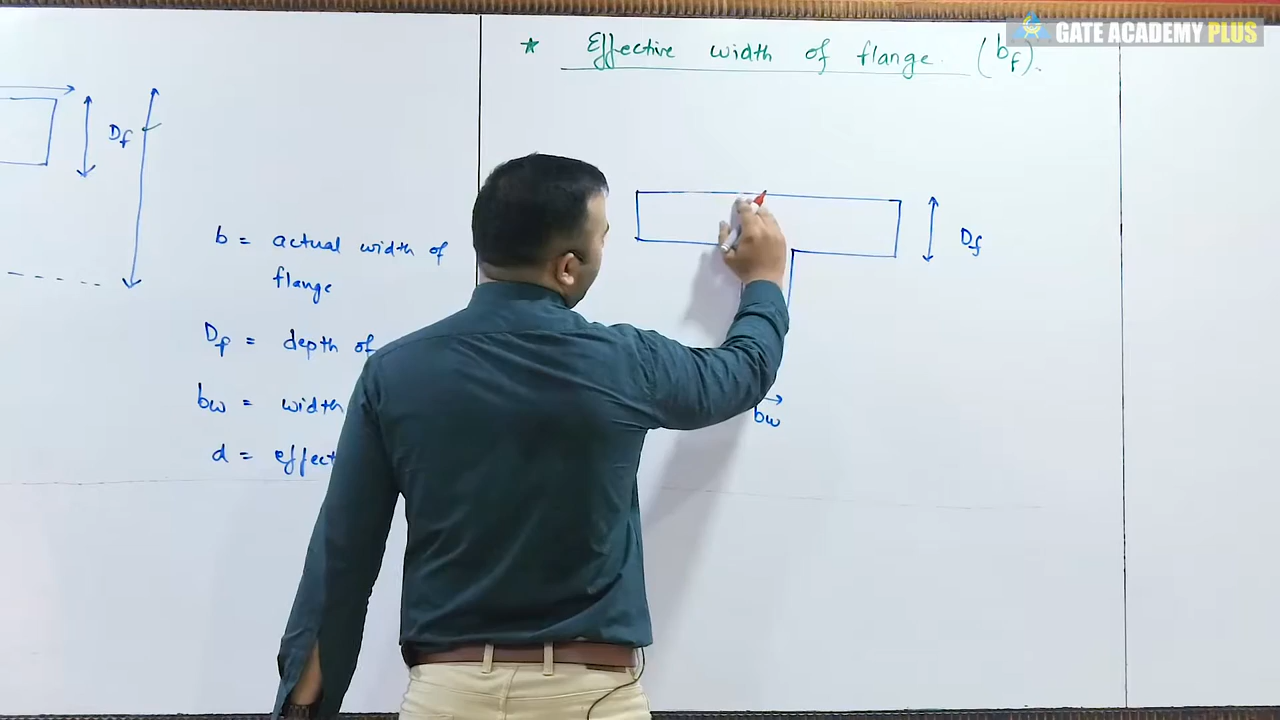 GATE ACADEMY PLUS
* Effective width of flange. (bf).
Df
b = actual width of
flange
Df = depth of
bw = width
d = effect
Df
bw